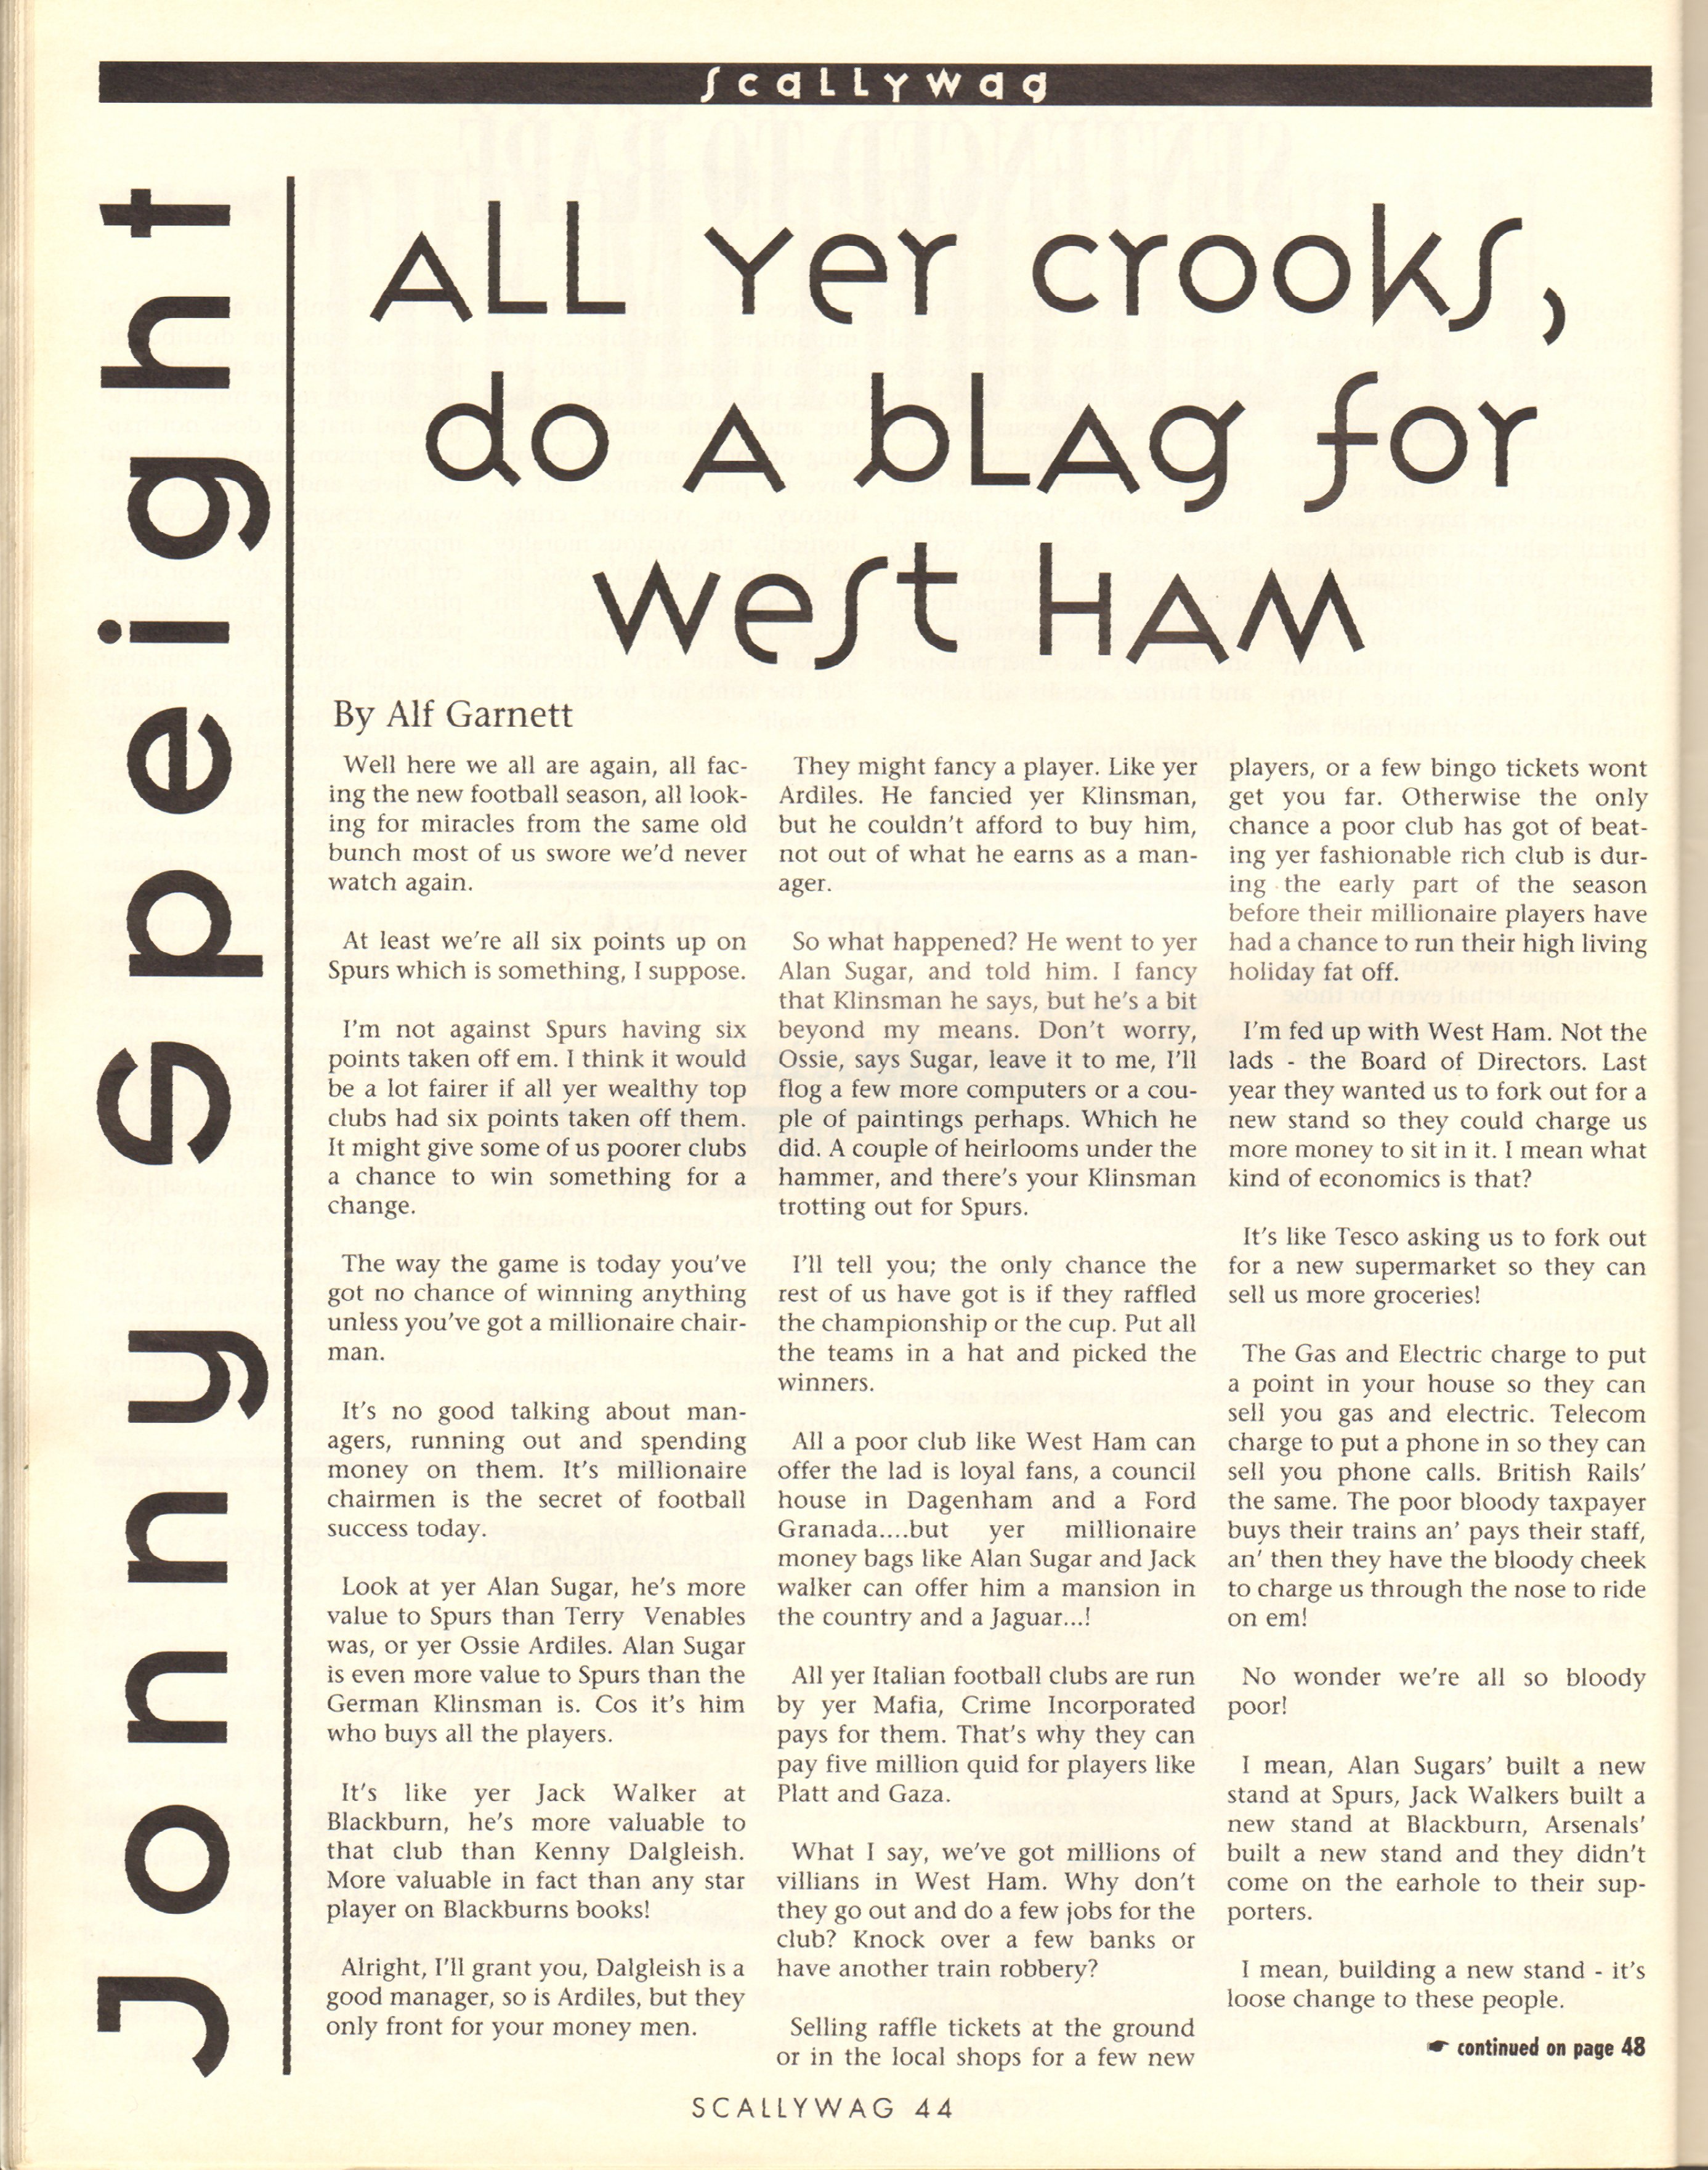 scallywag
Jonny Speight
All yer crooks,
do a blag for
West Ham
By Alf Garnett
Well here we all are again, all fac-
ing the new football season, all look-
ing for miracles from the same old
bunch most of us swore we'd never
watch again.
At least we're all six points up on
Spurs which is something, I suppose.
I'm not against Spurs having six
points taken off em. I think it would
be a lot fairer if all yer wealthy top
clubs had six points taken off them.
It might give some of us poorer clubs
a chance to win something for a
change.
The way the game is today you've
got no chance of winning anything
unless you've got a millionaire chair-
man.
It's no good talking about man-
agers, running out and spending
money on them. It's millionaire
chairmen is the secret of football
success today.
Look at yer Alan Sugar, he's more
value to Spurs than Terry Venables
was, or yer Ossie Ardiles. Alan Sugar
is even more value to Spurs than the
German Klinsman is. Cos it's him
who buys all the players.
It's like yer Jack Walker at
Blackburn, he's more valuable to
that club than Kenny Dalgleish.
More valuable in fact than any star
player on Blackburns books!
Alright, I'll grant you, Dalgleish is a
good manager, so is Ardiles, but they
only front for your money men.
They might fancy a player. Like yer
Ardiles. He fancied yer Klinsman,
but he couldn't afford to buy him,
not out of what he earns as a man-
ager.
So what happened? He went to yer
Alan Sugar, and told him. I fancy
that Klinsman he says, but he's a bit
beyond my means. Don't worry,
Ossie, says Sugar, leave it to me, I'll
flog a few more computers or a cou-
ple of paintings perhaps. Which he
did. A couple of heirlooms under the
hammer, and there's your Klinsman
trotting out for Spurs.
I'll tell you; the only chance the
rest of us have got is if they raffled
the championship or the cup. Put all
the teams in a hat and picked the
winners.
All a poor club like West Ham can
offer the lad is loyal fans, a council
house in Dagenham and a Ford
Granada....but yer millionaire
money bags like Alan Sugar and Jack
walker can offer him a mansion in
the country and a Jaguar...!
All yer Italian football clubs are run
by yer Mafia, Crime Incorporated
pays for them. That's why they can
pay five million quid for players like
Platt and Gaza.
What I say, we've got millions of
villians in West Ham. Why don't
they go out and do a few jobs for the
club? Knock over a few banks or
have another train robbery?
Selling raffle tickets at the ground
or in the local shops for a few new
players, or a few bingo tickets wont
get you far. Otherwise the only
chance a poor club has got of beat-
ing yer fashionable rich club is dur-
ing the early part of the season
before their millionaire players have
had a chance to run their high living
holiday fat off.
I'm fed up with West Ham. Not the
lads - the Board of Directors. Last
year they wanted us to fork out for a
new stand so they could charge us
more money to sit in it. I mean what
kind of economics is that?
It's like Tesco asking us to fork out
for a new supermarket so they can
sell us more groceries!
The Gas and Electric charge to put
a point in your house so they can
sell you gas and electric. Telecom
charge to put a phone in so they can
sell you phone calls. British Rails'
the same. The poor bloody taxpayer
buys their trains an' pays their staff,
an' then they have the bloody cheek
to charge us through the nose to ride
on em!
No wonder we're all so bloody
poor!
I mean, Alan Sugars' built a new
stand at Spurs, Jack Walkers built a
new stand at Blackburn, Arsenals'
built a new stand and they didn't
come on the earhole to their sup-
porters.
I mean, building a new stand - it's
loose change to these people.
☛ continued on page 48
SCALLYWAG 44